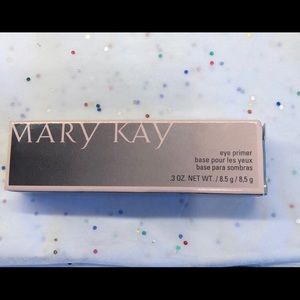 MARY KAY
eye primer
base pour les yeux
base para sombras
.3 OZ. NET WT. / 8.5 g / 8,5 g